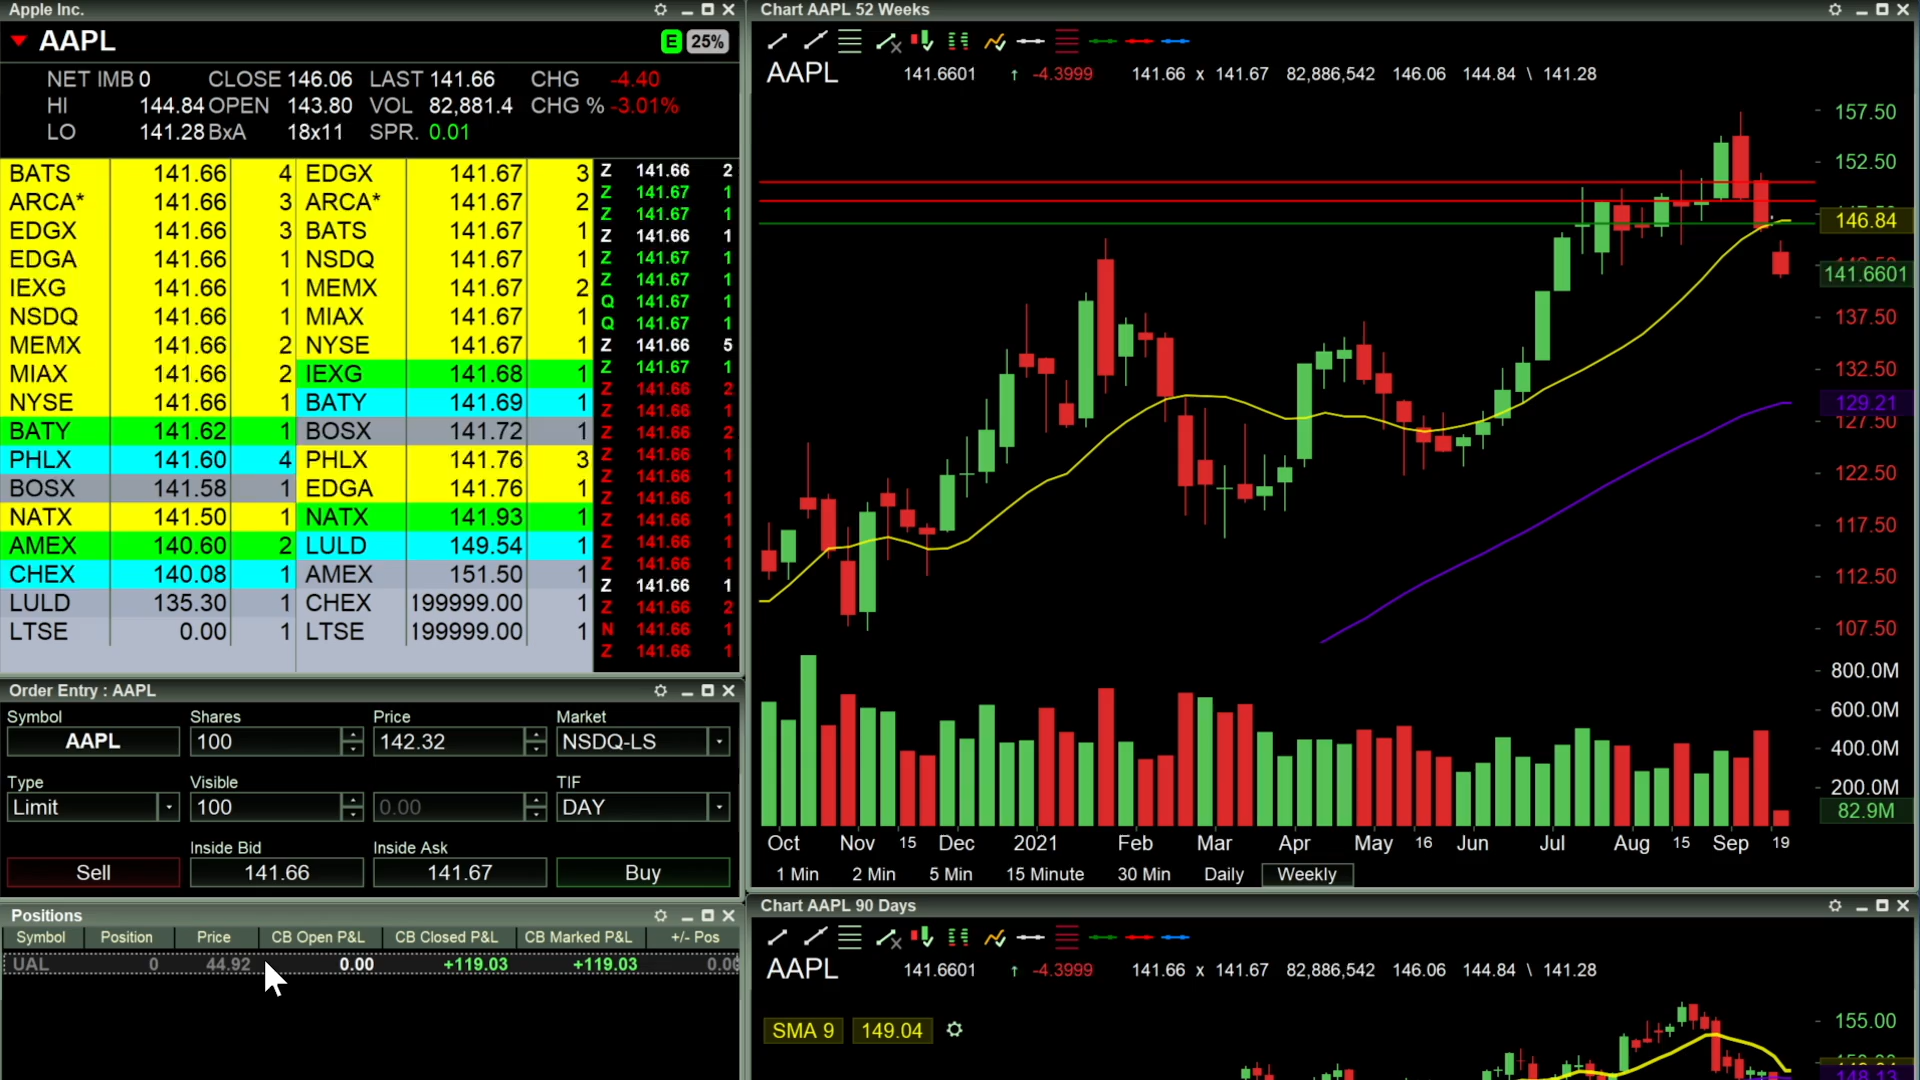 Apple Inc.
AAPL
E 25%
NET IMB 0 CLOSE 146.06 LAST 141.66 CHG -4.40
HI 144.84 OPEN 143.80 VOL 82,881.4 CHG % -3.01%
LO 141.28 BxA 18x11 SPR. 0.01
BATS 141.66 4 EDGX 141.67 3
ARCA* 141.66 3 ARCA* 141.67 2
EDGX 141.66 3 BATS 141.67 1
EDGA 141.66 1 NSDQ 141.67 1
IEXG 141.66 1 MEMX 141.67 2
NSDQ 141.66 1 MIAX 141.67 1
MEMX 141.66 2 NYSE 141.67 1
MIAX 141.66 2 IEXG 141.68 1
NYSE 141.66 1 BATY 141.69 1
BATY 141.62 1 BOSX 141.72 1
PHLX 141.60 4 PHLX 141.76 3
BOSX 141.58 1 EDGA 141.76 1
NATX 141.50 1 NATX 141.93 1
AMEX 140.60 2 LULD 149.54 1
CHEX 140.08 1 AMEX 151.50 1
LULD 135.30 1 CHEX 199999.00 1
LTSE 0.00 1 LTSE 199999.00 1
Z 141.66 2
Z 141.67 1
Z 141.67 1
Z 141.66 1
Z 141.67 1
Z 141.67 1
Q 141.67 1
Q 141.67 1
Z 141.66 5
Z 141.67 1
Z 141.66 2
Z 141.66 1
Z 141.66 2
Z 141.66 1
Z 141.66 1
Z 141.66 1
Z 141.66 1
Z 141.66 1
Z 141.66 1
Z 141.66 1
Z 141.66 2
N 141.66 1
Z 141.66 1
Order Entry : AAPL
Symbol Shares Price Market
AAPL 100 142.32 NSDQ-LS
Type Visible TIF
Limit 100 0.00 DAY
Inside Bid Inside Ask
Sell 141.66 141.67 Buy
Positions
Symbol Position Price CB Open P&L CB Closed P&L CB Marked P&L +/- Pos
UAL 0 44.92 0.00 +119.03 +119.03
Chart AAPL 52 Weeks
AAPL 141.6601 ↑ -4.3999 141.66 x 141.67 82,886,542 146.06 144.84 \ 141.28
157.50
152.50
146.84
141.6601
137.50
132.50
129.21
127.50
122.50
117.50
112.50
107.50
800.0M
600.0M
400.0M
200.0M
82.9M
Oct Nov 15 Dec 2021 Feb Mar Apr May 16 Jun Jul Aug 15 Sep 19
1 Min 2 Min 5 Min 15 Minute 30 Min Daily Weekly
Chart AAPL 90 Days
AAPL 141.6601 ↑ -4.3999 141.66 x 141.67 82,886,542 146.06 144.84 \ 141.28
SMA 9 149.04
155.00
148.13